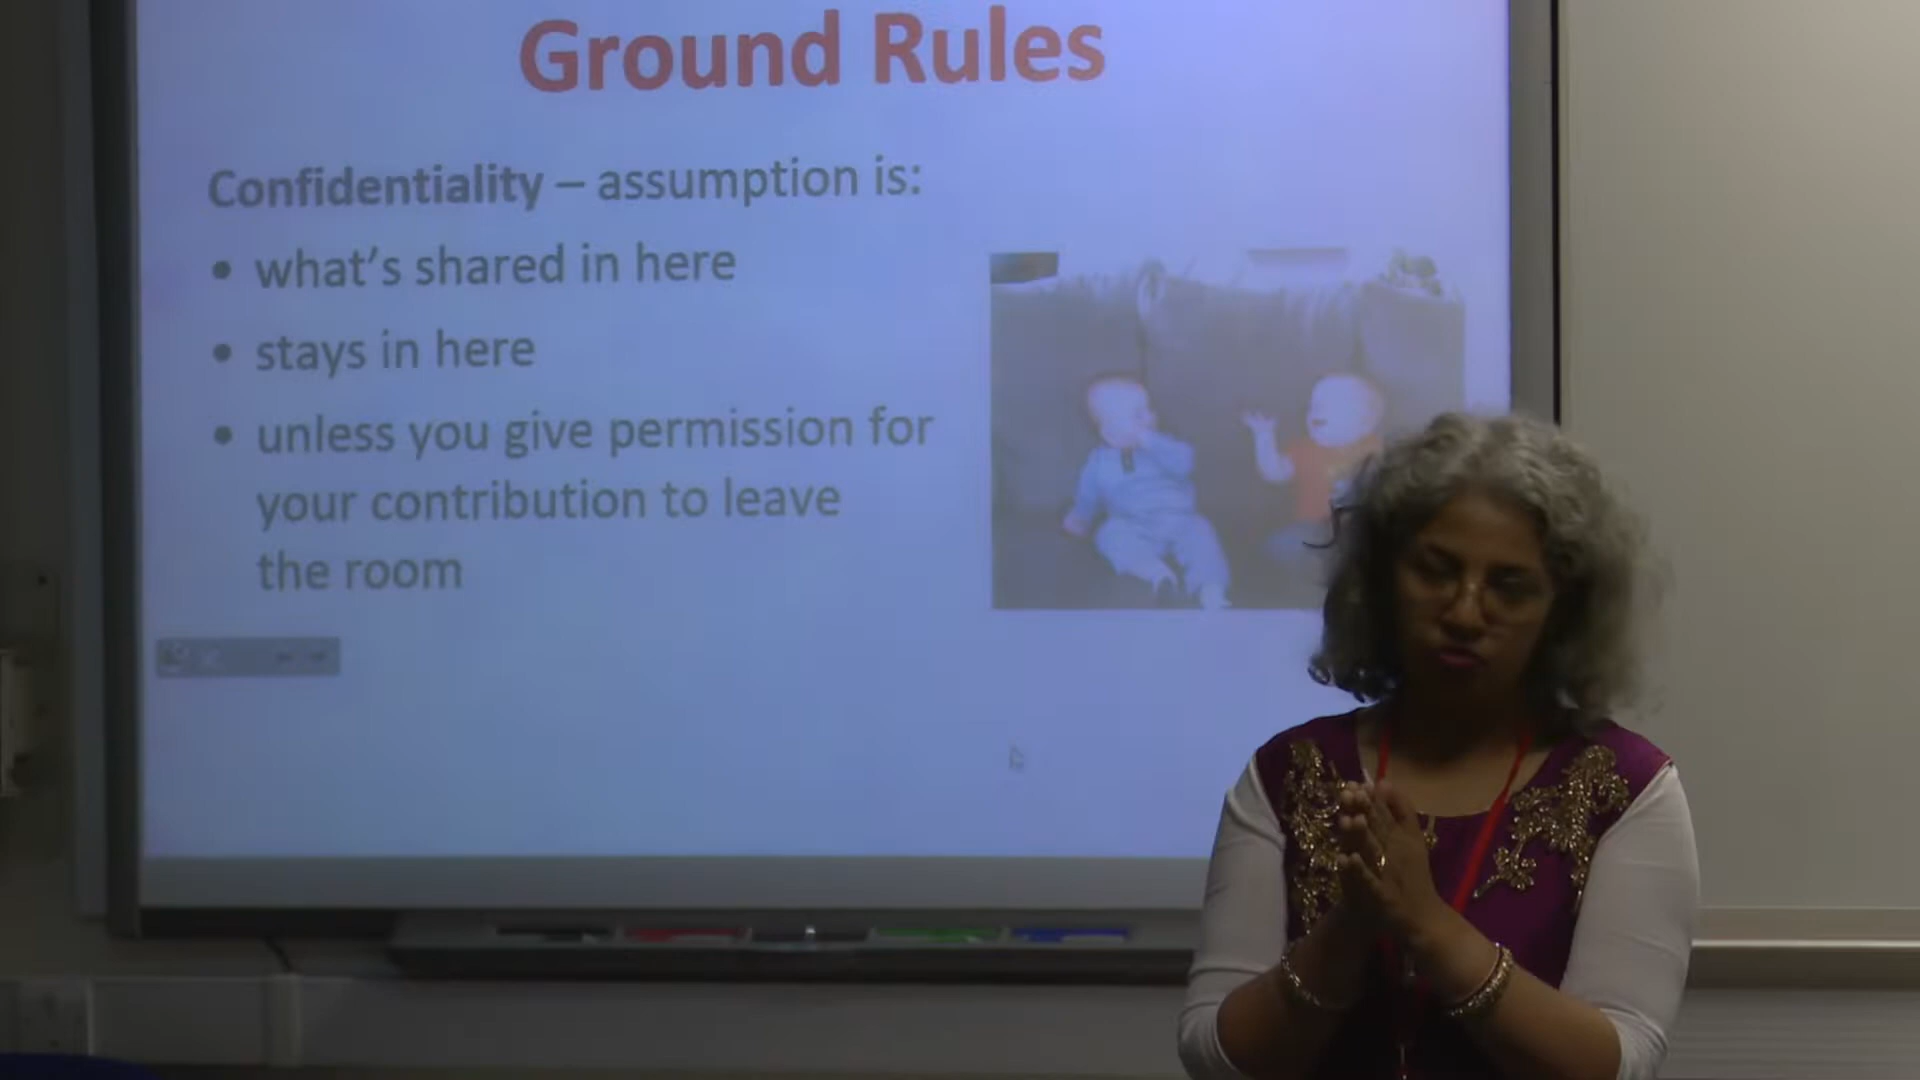 Ground Rules
Confidentiality – assumption is:
• what's shared in here
• stays in here
• unless you give permission for
your contribution to leave
the room